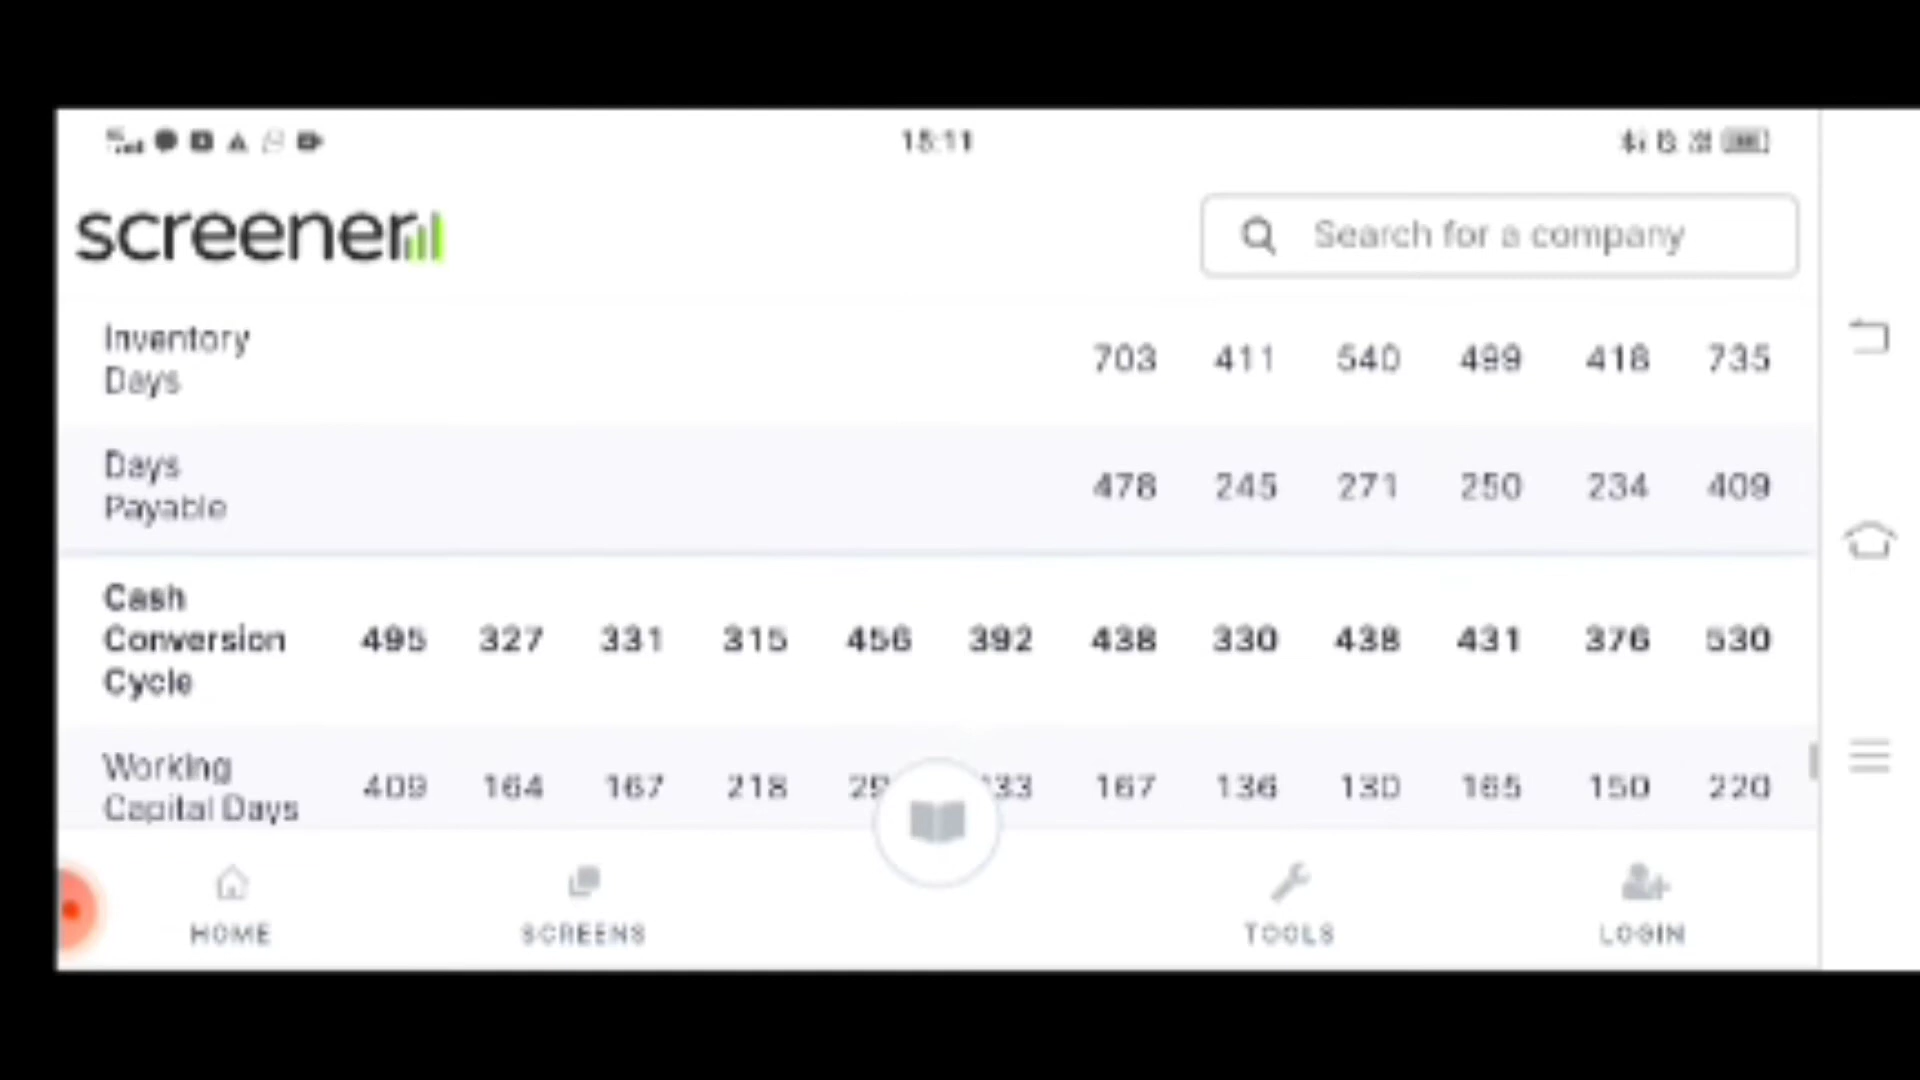 15:11
screener
Search for a company
Inventory
Days
703 411 540 499 418 735
Days
Payable
478 245 271 250 234 409
Cash
Conversion
Cycle
495 327 331 315 456 392 438 330 438 431 376 530
Working
Capital Days
409 164 167 218 167 136 130 165 150 220
HOME
SCREENS
TOOLS
LOGIN